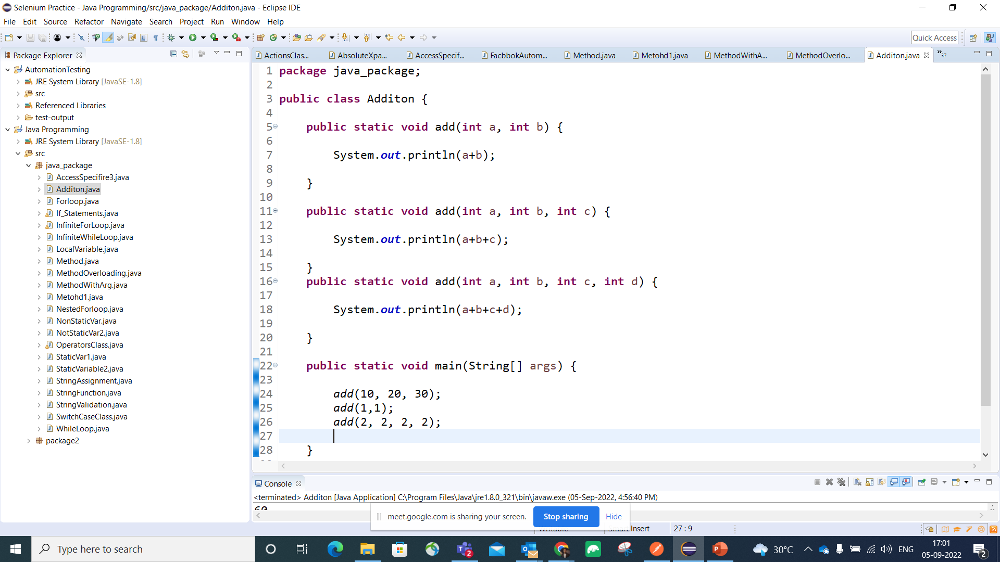 Selenium Practice - Java Programming/src/java_package/Additon.java - Eclipse IDE
File Edit Source Refactor Navigate Search Project Run Window Help
Quick Access
Package Explorer
AutomationTesting
JRE System Library [JavaSE-1.8]
src
Referenced Libraries
test-output
Java Programming
JRE System Library [JavaSE-1.8]
src
java_package
AccessSpecifire3.java
Additon.java
Forloop.java
If_Statements.java
InfiniteForLoop.java
InfiniteWhileLoop.java
LocalVariable.java
Method.java
MethodOverloading.java
MethodWithArg.java
Metohd1.java
NestedForloop.java
NonStaticVar.java
NotStaticVar2.java
OperatorsClass.java
StaticVar1.java
StaticVariable2.java
StringAssignment.java
StringFunction.java
StringValidation.java
SwitchCaseClass.java
WhileLoop.java
package2
ActionsClas... AbsoluteXpa... AccessSpecif... FacbbokAutom... Method.java Metohd1.java MethodWithA... MethodOverlo... Additon.java »37
1 package java_package;
2
3 public class Additon {
4
5 public static void add(int a, int b) {
6
7 System.out.println(a+b);
8
9 }
10
11 public static void add(int a, int b, int c) {
12
13 System.out.println(a+b+c);
14
15 }
16 public static void add(int a, int b, int c, int d) {
17
18 System.out.println(a+b+c+d);
19
20 }
21
22 public static void main(String[] args) {
23
24 add(10, 20, 30);
25 add(1,1);
26 add(2, 2, 2, 2);
27
28 }
Console
<terminated> Additon [Java Application] C:\Program Files\Java\jre1.8.0_321\bin\javaw.exe (05-Sep-2022, 4:56:40 PM)
60
meet.google.com is sharing your screen. Stop sharing Hide
Writable Smart Insert 27 : 9
Type here to search
2
30°C ENG 17:01
05-09-2022
2